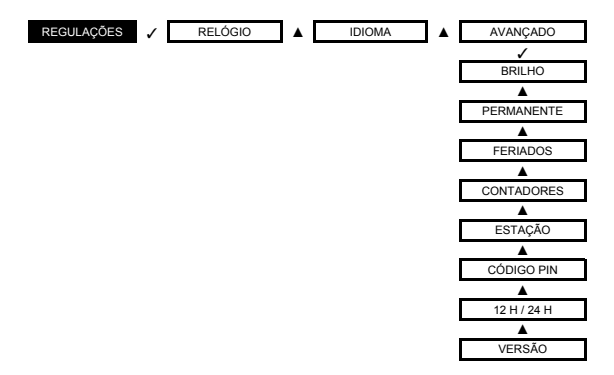 REGULAÇÕES ✓ RELÓGIO ▲ IDIOMA ▲ AVANÇADO
✓
BRILHO
▲
PERMANENTE
▲
FERIADOS
▲
CONTADORES
▲
ESTAÇÃO
▲
CÓDIGO PIN
▲
12 H / 24 H
▲
VERSÃO